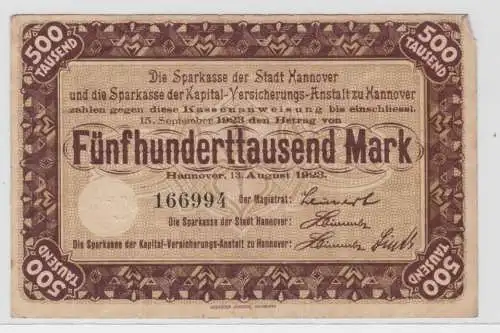 500 TAUSEND
500 TAUSEND
Die Sparkasse der Stadt Hannover
und die Sparkasse der Kapital-Versicherungs-Anstalt zu Hannover
zahlen gegen diese Kassenanweisung bis einschliessl.
15. September 1923 den Betrag von
Fünfhunderttausend Mark
Hannover, 13. August 1923.
166994 Der Magistrat:
Die Sparkasse der Stadt Hannover:
Die Sparkasse der Kapital-Versicherungs-Anstalt zu Hannover:
500 TAUSEND
500 TAUSEND